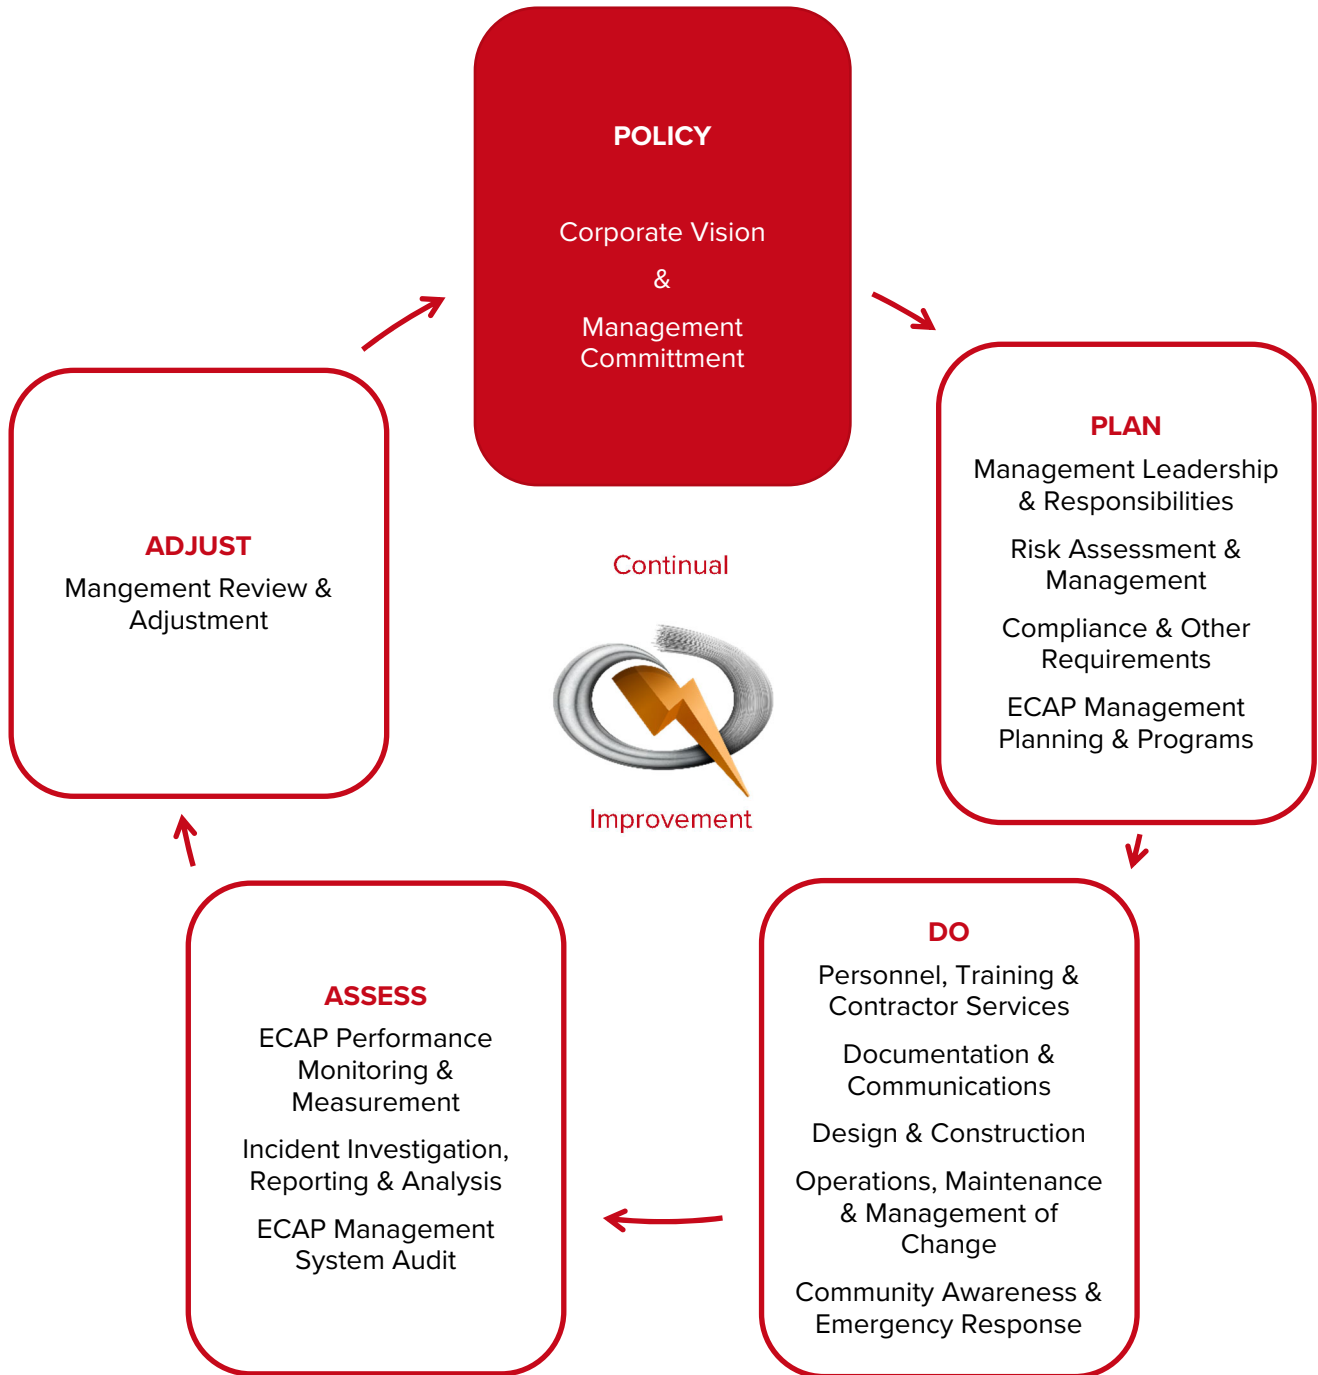 POLICY
Corporate Vision
&
Management
Committment
PLAN
Management Leadership
& Responsibilities
Risk Assessment &
Management
Compliance & Other
Requirements
ECAP Management
Planning & Programs
DO
Personnel, Training &
Contractor Services
Documentation &
Communications
Design & Construction
Operations, Maintenance
& Management of
Change
Community Awareness &
Emergency Response
ASSESS
ECAP Performance
Monitoring &
Measurement
Incident Investigation,
Reporting & Analysis
ECAP Management
System Audit
ADJUST
Mangement Review &
Adjustment
Continual
Improvement